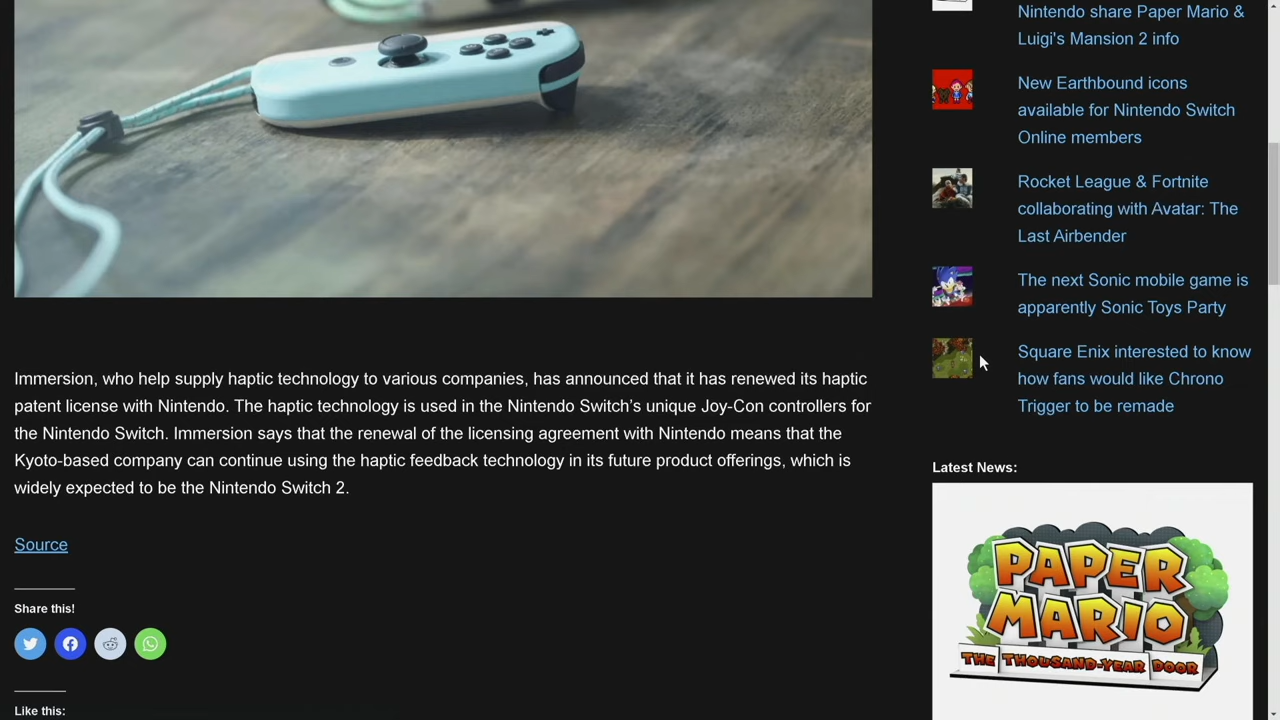 Immersion, who help supply haptic technology to various companies, has announced that it has renewed its haptic
patent license with Nintendo. The haptic technology is used in the Nintendo Switch’s unique Joy-Con controllers for
the Nintendo Switch. Immersion says that the renewal of the licensing agreement with Nintendo means that the
Kyoto-based company can continue using the haptic feedback technology in its future product offerings, which is
widely expected to be the Nintendo Switch 2.
Source
Share this!
Like this:
Nintendo share Paper Mario &
Luigi's Mansion 2 info
New Earthbound icons
available for Nintendo Switch
Online members
Rocket League & Fortnite
collaborating with Avatar: The
Last Airbender
The next Sonic mobile game is
apparently Sonic Toys Party
Square Enix interested to know
how fans would like Chrono
Trigger to be remade
Latest News:
PAPER
MARIO
THE THOUSAND-YEAR DOOR